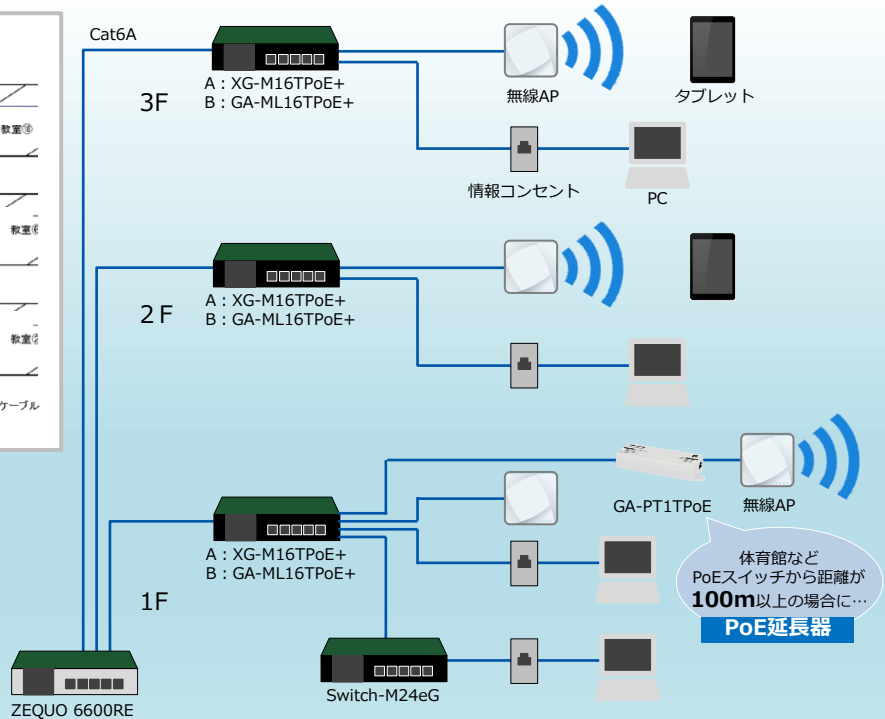 Cat6A
A：XG-M16TPoE+
B：GA-ML16TPoE+
3F
無線AP
タブレット
情報コンセント
PC
教室⑩
教室
教室②
ケーブル
A：XG-M16TPoE+
B：GA-ML16TPoE+
2Ｆ
GA-PT1TPoE
無線AP
体育館など
PoEスイッチから距離が
100m以上の場合に…
PoE延長器
A：XG-M16TPoE+
B：GA-ML16TPoE+
1F
Switch-M24eG
ZEQUO 6600RE